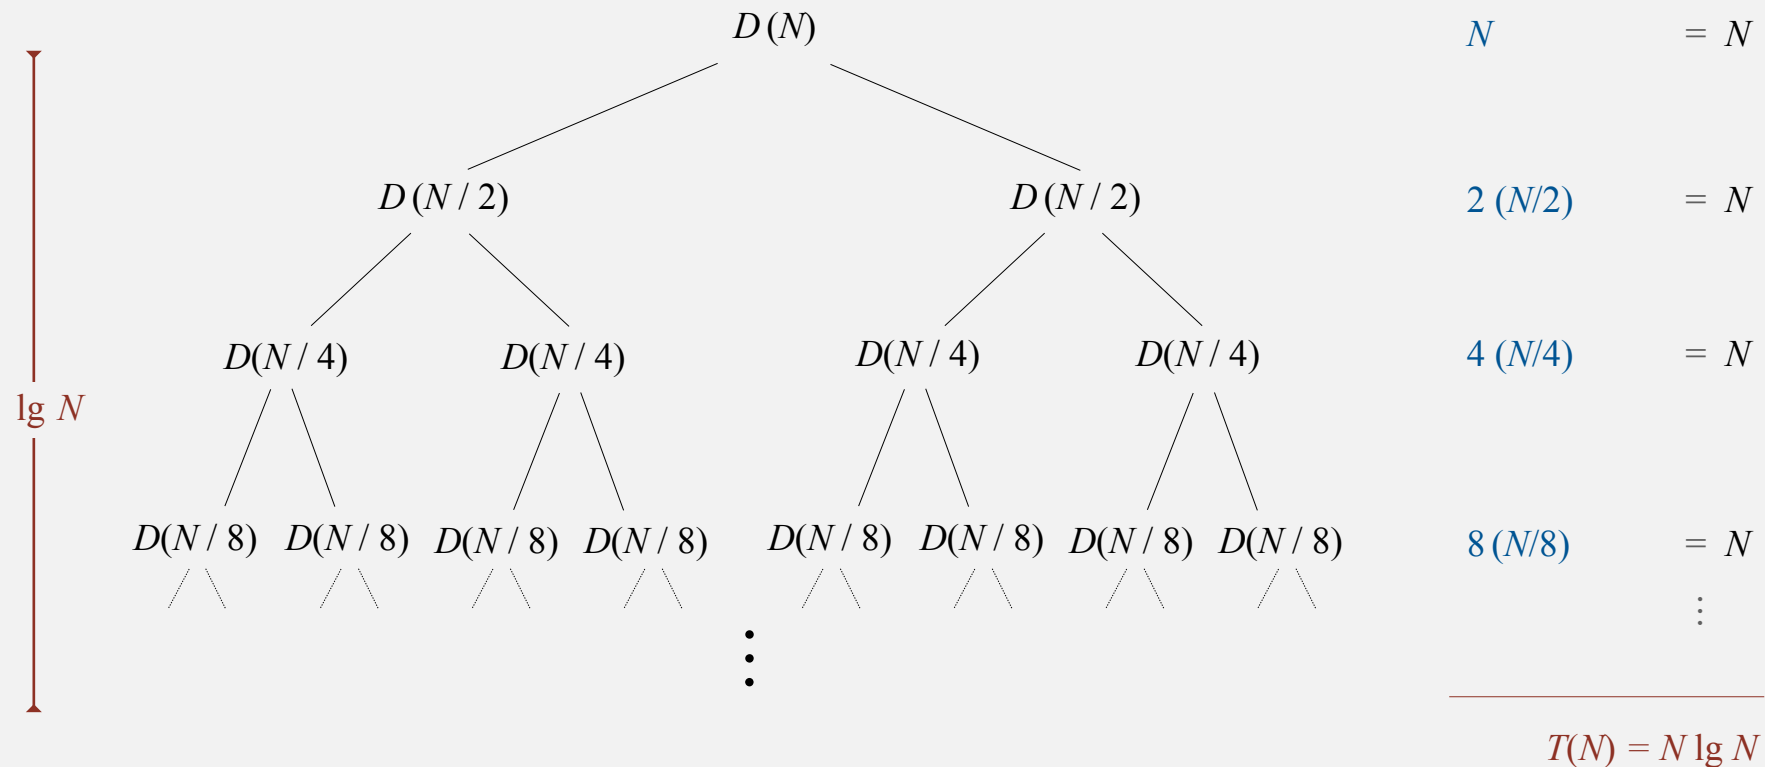 D (N) N = N
D (N / 2) D (N / 2) 2 (N/2) = N
D(N / 4) D(N / 4) D(N / 4) D(N / 4) 4 (N/4) = N
lg N
D(N / 8) D(N / 8) D(N / 8) D(N / 8) D(N / 8) D(N / 8) D(N / 8) D(N / 8) 8 (N/8) = N
⋮
⋮
T(N) = N lg N